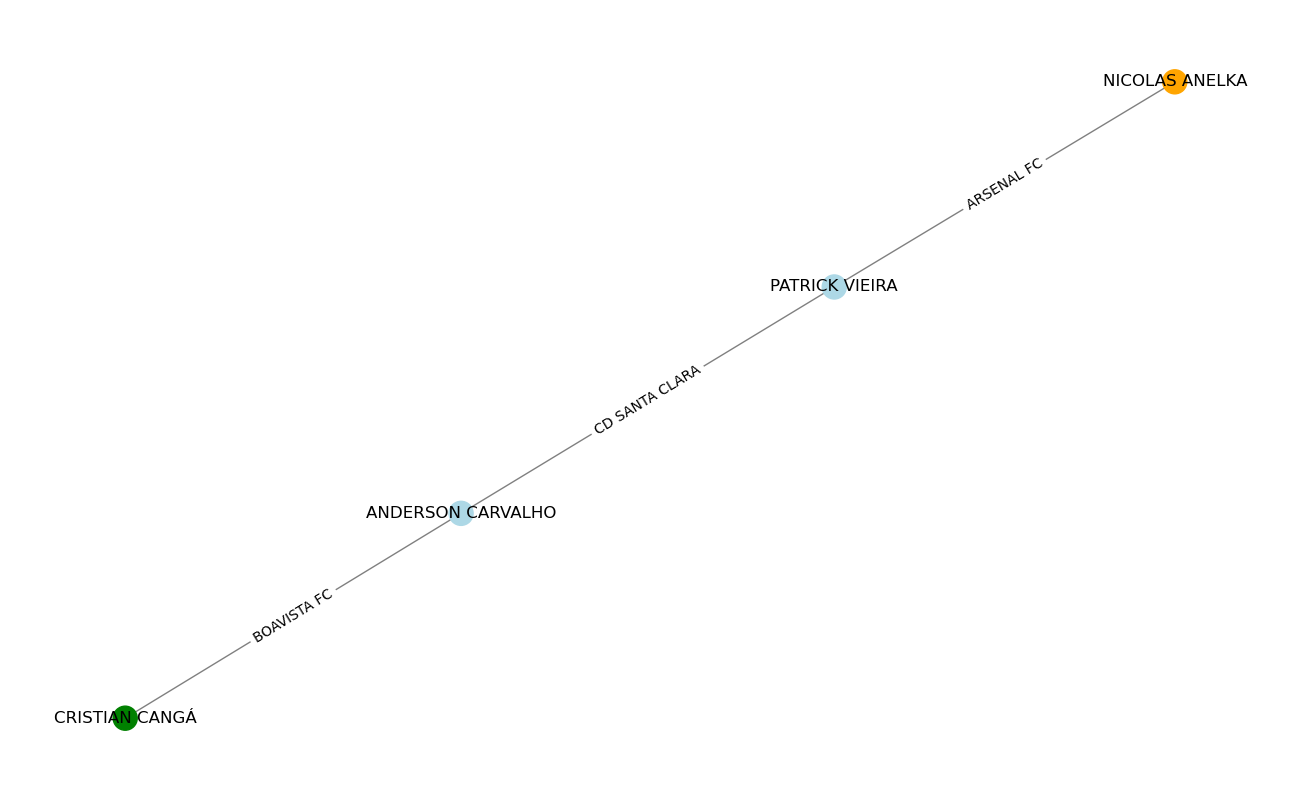 NICOLAS ANELKA
ARSENAL FC
PATRICK VIEIRA
CD SANTA CLARA
ANDERSON CARVALHO
BOAVISTA FC
CRISTIAN CANGÁ